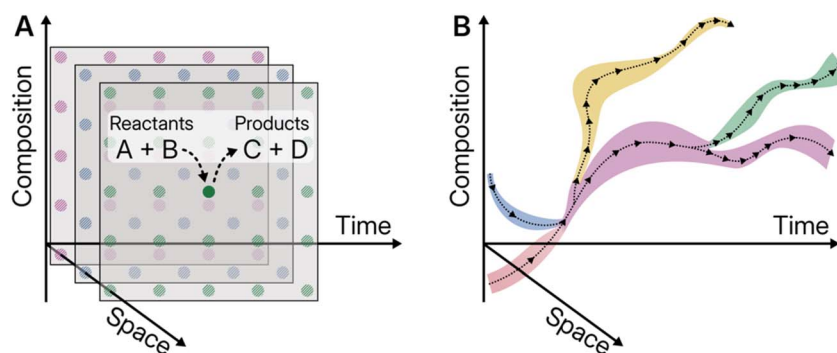 A
Composition
Reactants
A + B
Products
C + D
Time
Space
B
Composition
Time
Space